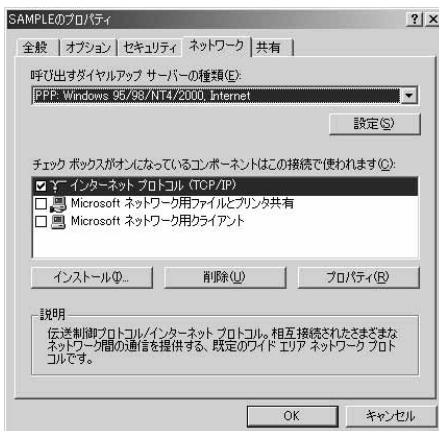 SAMPLEのプロパティ
全般 オプション セキュリティ ネットワーク 共有
呼び出すダイヤルアップ サーバーの種類(E):
PPP: Windows 95/98/NT4/2000, Internet
設定(S)
チェック ボックスがオンになっているコンポーネントはこの接続で使われます(C):
インターネット プロトコル (TCP/IP)
Microsoft ネットワーク用ファイルとプリンタ共有
Microsoft ネットワーク用クライアント
インストール(I)... 削除(U) プロパティ(R)
説明
伝送制御プロトコル/インターネット プロトコル。相互接続されたさまざまな
ネットワーク間の通信を提供する、既定のワイド エリア ネットワーク プロト
コルです。
OK キャンセル